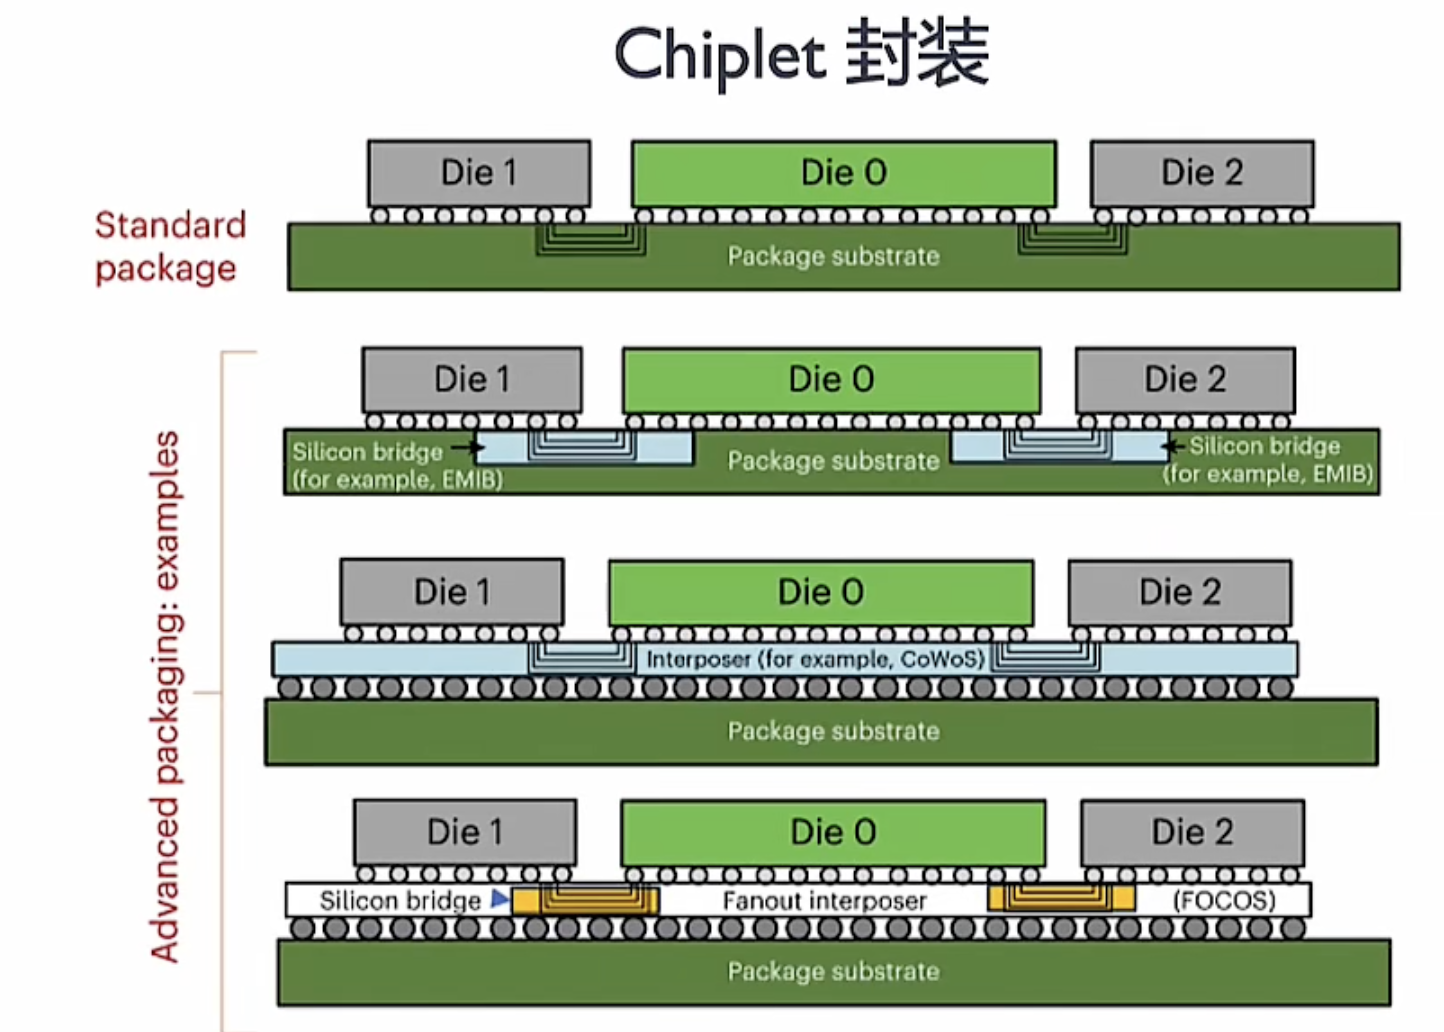 Chiplet 封装
Die 1
Die 0
Die 2
Standard
package
Package substrate
Advanced packaging: examples
Die 1
Die 0
Die 2
Silicon bridge
(for example, EMIB)
Package substrate
Silicon bridge
(for example, EMIB)
Die 1
Die 0
Die 2
Interposer (for example, CoWoS)
Package substrate
Die 1
Die 0
Die 2
Silicon bridge
Fanout interposer
(FOCOS)
Package substrate